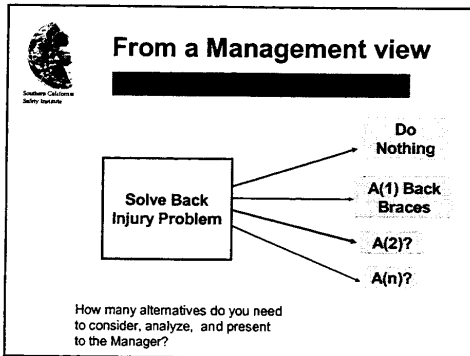 From a Management view
Southern California
Safety Institute
Do
Nothing
Solve Back
Injury Problem
A(1) Back
Braces
A(2)?
A(n)?
How many alternatives do you need
to consider, analyze, and present
to the Manager?